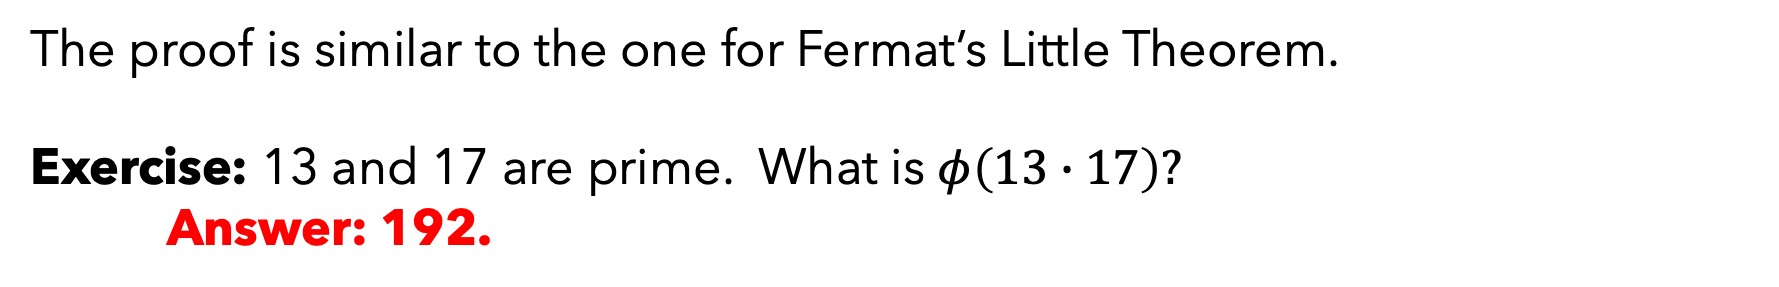 The proof is similar to the one for Fermat‘s Little Theorem.
Exercise: 13 and 17 are prime.  What is 𝜙(13 · 17)?
Answer: 192.